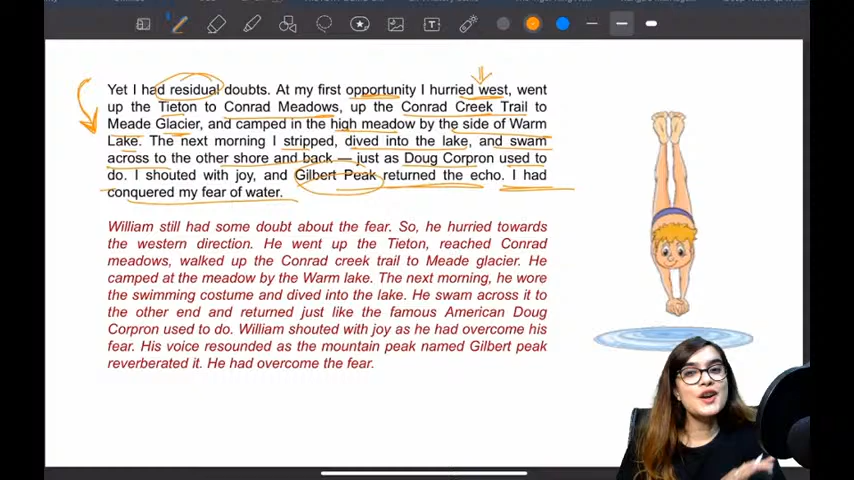 Yet I had residual doubts. At my first opportunity I hurried west, went
up the Tieton to Conrad Meadows, up the Conrad Creek Trail to
Meade Glacier, and camped in the high meadow by the side of Warm
Lake. The next morning I stripped, dived into the lake, and swam
across to the other shore and back — just as Doug Corpron used to
do. I shouted with joy, and Gilbert Peak returned the echo. I had
conquered my fear of water.
William still had some doubt about the fear. So, he hurried towards
the western direction. He went up the Tieton, reached Conrad
meadows, walked up the Conrad creek trail to Meade glacier. He
camped at the meadow by the Warm lake. The next morning, he wore
the swimming costume and dived into the lake. He swam across it to
the other end and returned just like the famous American Doug
Corpron used to do. William shouted with joy as he had overcome his
fear. His voice resounded as the mountain peak named Gilbert peak
reverberated it. He had overcome the fear.